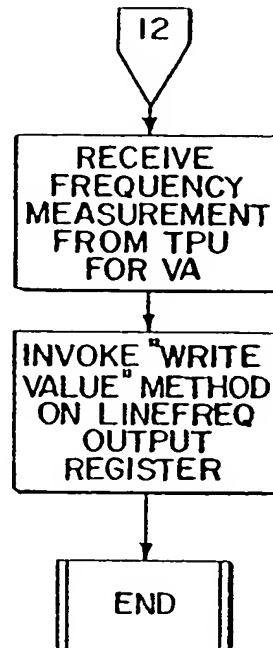 12
RECEIVE
FREQUENCY
MEASUREMENT
FROM TPU
FOR VA
INVOKE "WRITE
VALUE" METHOD
ON LINEFREQ
OUTPUT
REGISTER
END